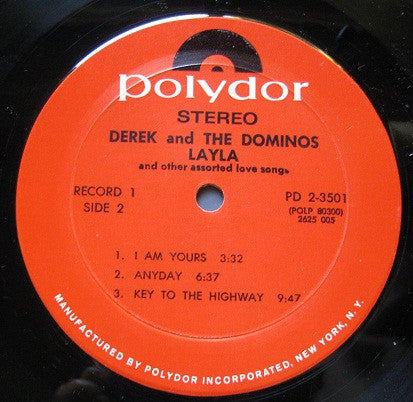 polydor
STEREO
DEREK and THE DOMINOS
LAYLA
and other assorted love songs
RECORD 1
SIDE 2
PD 2-3501
(POLP 80300)
2625 005
1. I AM YOURS 3:32
2. ANYDAY 6:37
3. KEY TO THE HIGHWAY 9:47
MANUFACTURED BY POLYDOR INCORPORATED, NEW YORK, N. Y.